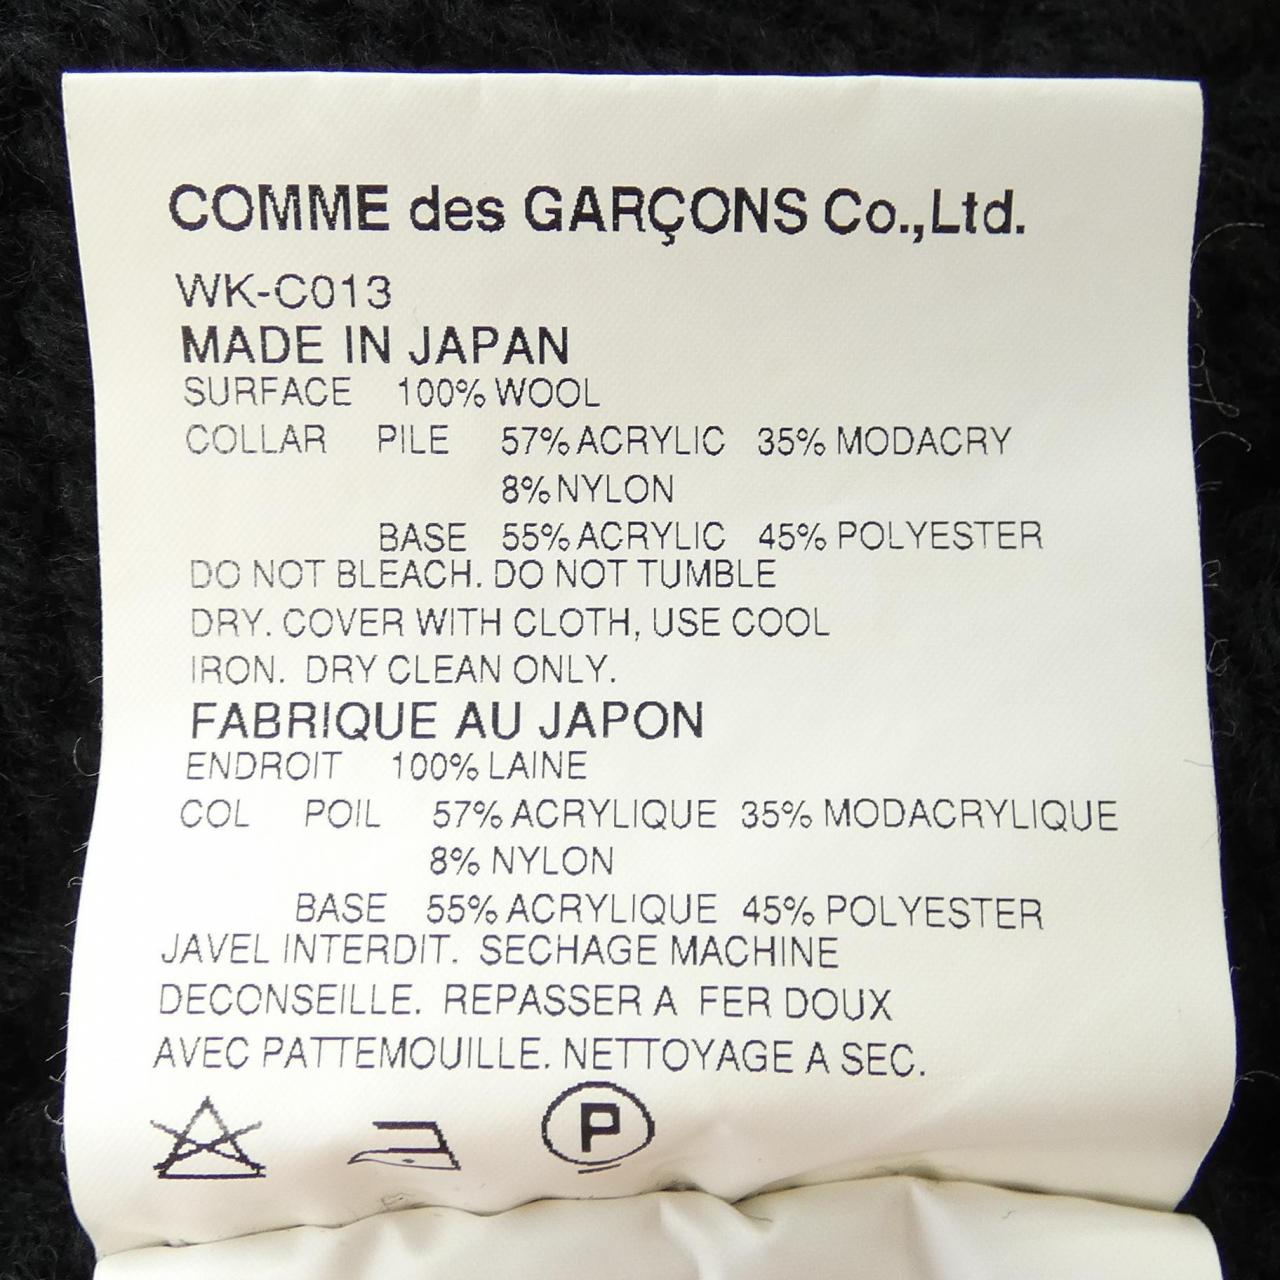 COMME des GARÇONS Co.,Ltd.
WK-C013
MADE IN JAPAN
SURFACE 100% WOOL
COLLAR PILE 57% ACRYLIC 35% MODACRY
8% NYLON
BASE 55% ACRYLIC 45% POLYESTER
DO NOT BLEACH. DO NOT TUMBLE
DRY. COVER WITH CLOTH, USE COOL
IRON. DRY CLEAN ONLY.
FABRIQUE AU JAPON
ENDROIT 100% LAINE
COL POIL 57% ACRYLIQUE 35% MODACRYLIQUE
8% NYLON
BASE 55% ACRYLIQUE 45% POLYESTER
JAVEL INTERDIT. SECHAGE MACHINE
DECONSEILLE. REPASSER A FER DOUX
AVEC PATTEMOUILLE. NETTOYAGE A SEC.
P